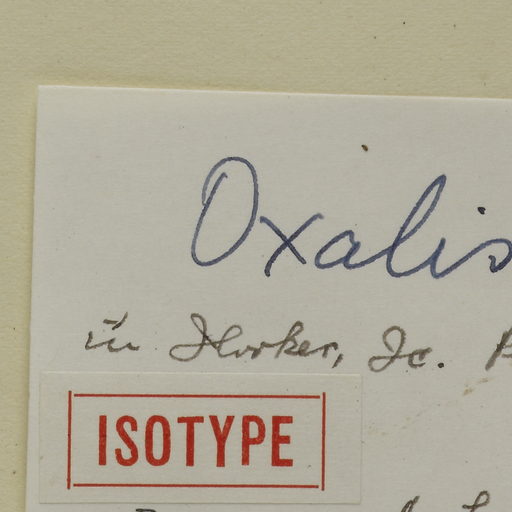 Oxalis
in Hooker, Ic.
ISOTYPE